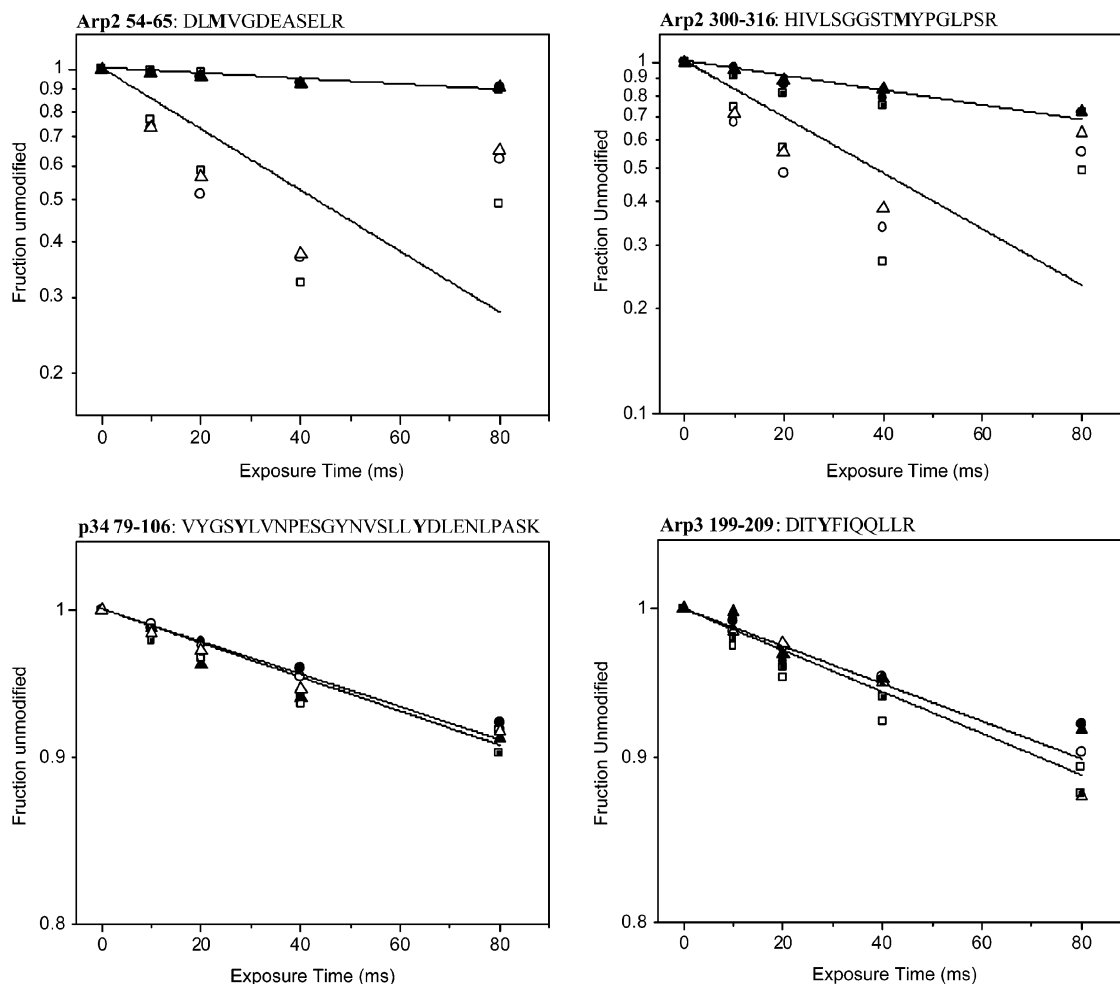 Arp2 54-65: DLMVGDEASELR
1
0.9
0.8
0.7
0.6
0.5
0.4
0.3
0.2
Fruction unmodified
0 20 40 60 80
Exposure Time (ms)
Arp2 300-316: HIVLSGGSTMYPGLPSR
1
0.9
0.8
0.7
0.6
0.5
0.4
0.3
0.2
0.1
Fraction Unmodified
0 20 40 60 80
Exposure Time (ms)
p34 79-106: VYGSYLVNPESGYNVSLLYDLENLPASK
1
0.9
0.8
Fruction Unmodified
0 20 40 60 80
Exposure Time (ms)
Arp3 199-209: DITYFIQQLLR
1
0.9
0.8
Fruction Unmodified
0 20 40 60 80
Exposure Time (ms)